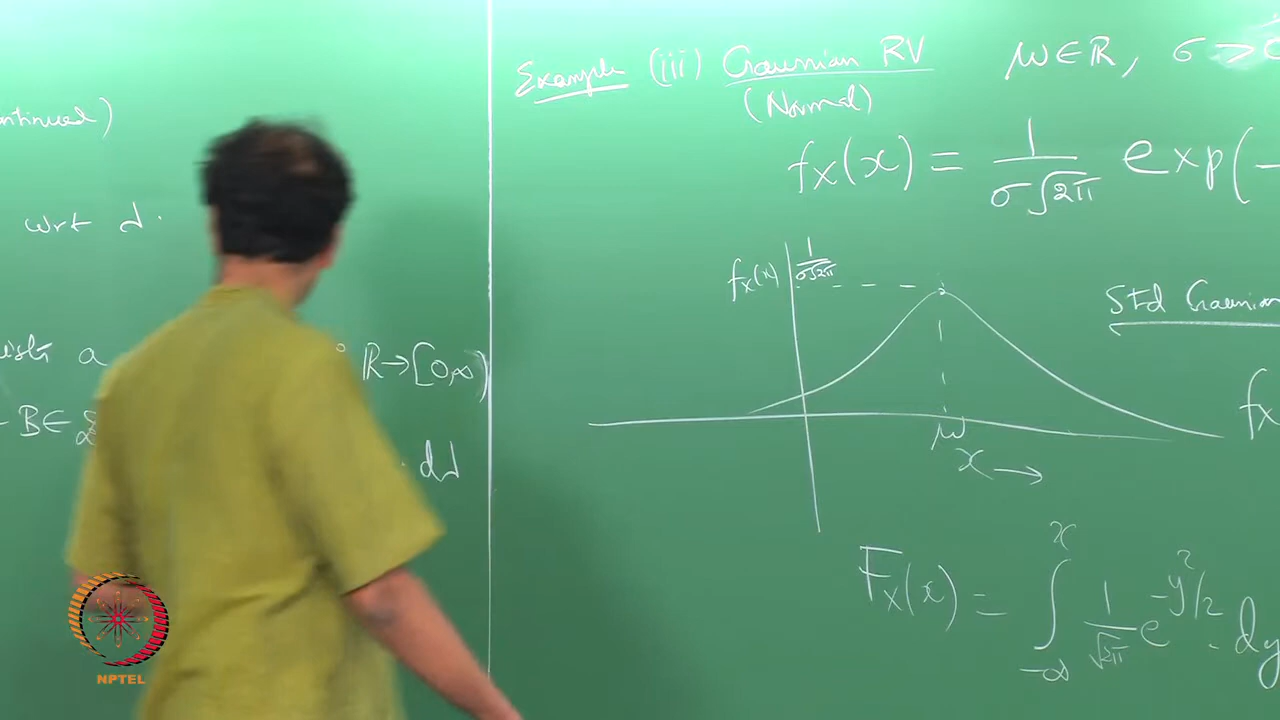 ntinued)
wrt λ.
a
ℝ→[0,∞)
B∈
dλ
Example (iii) Gaussian RV μ∈ℝ, σ>0
(Normal)
fX(x) = 1/(σ√2π) exp(-
fX(x) 1/(σ√2π)
Std Gaussian
fX
μ
x →
FX(x) = ∫_{-∞}^{x} 1/√2π e^{-y²/2} . dy
NPTEL